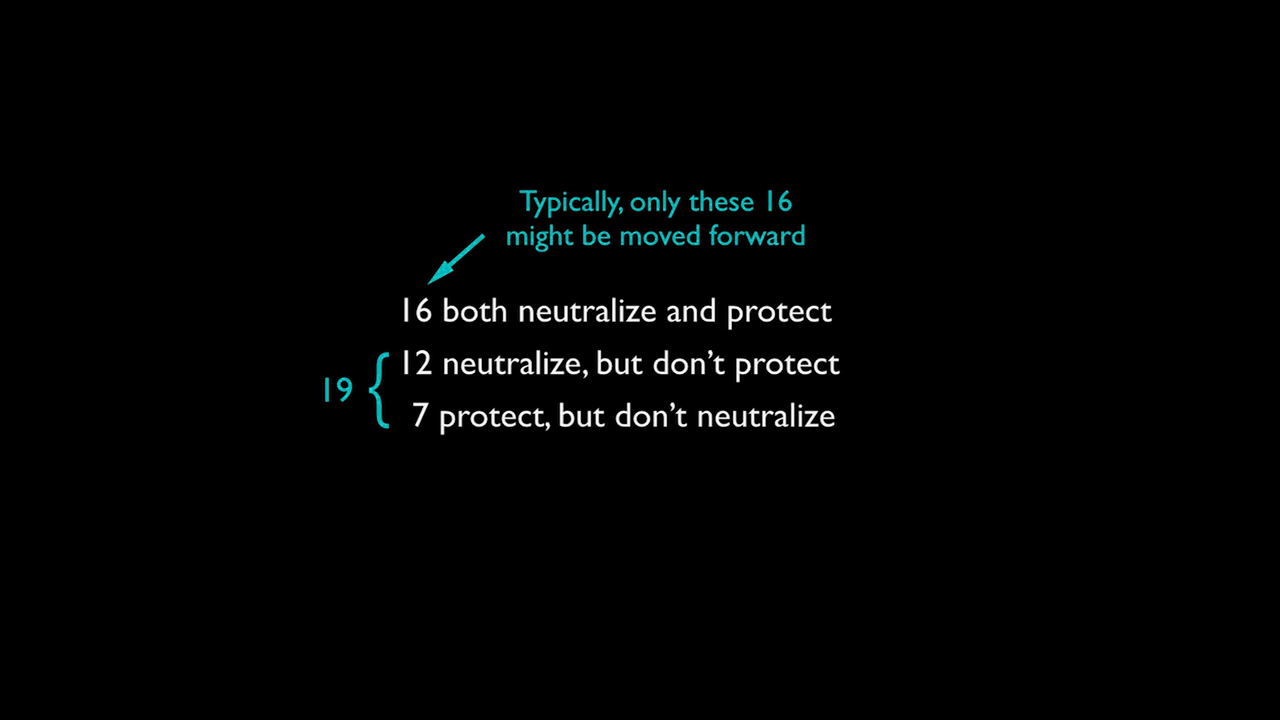 Typically, only these 16
might be moved forward
16 both neutralize and protect
12 neutralize, but don’t protect
19 {
7 protect, but don’t neutralize